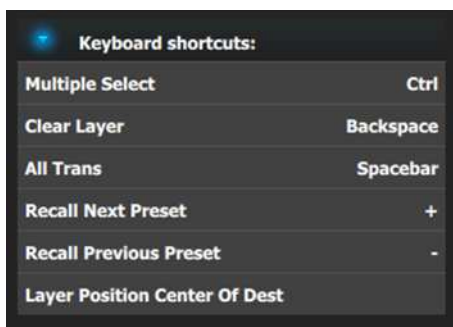 Keyboard shortcuts:
Multiple Select Ctrl
Clear Layer Backspace
All Trans Spacebar
Recall Next Preset +
Recall Previous Preset -
Layer Position Center Of Dest